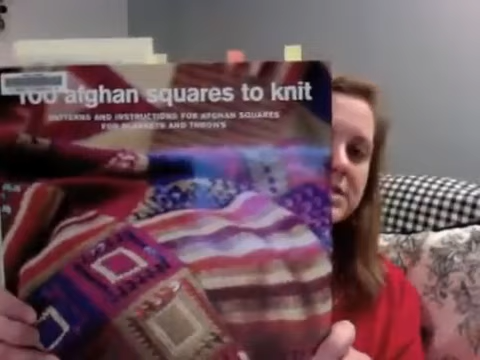 100 afghan squares to knit
PATTERNS AND INSTRUCTIONS FOR AFGHAN SQUARES
FOR BLANKETS AND THROWS